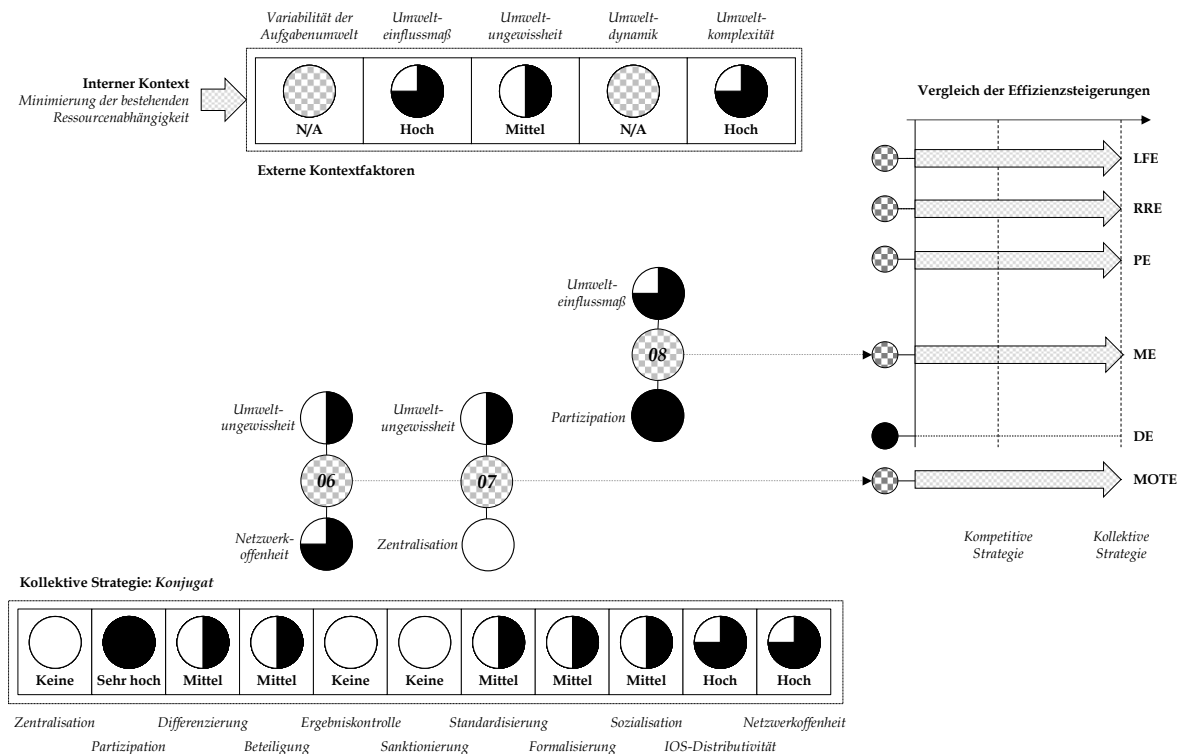 Variabilität der
Aufgabenumwelt
Umwelt-
einflussmaß
Umwelt-
ungewissheit
Umwelt-
dynamik
Umwelt-
komplexität
Interner Kontext
Minimierung der bestehenden
Ressourcenabhängigkeit
N/A
Hoch
Mittel
N/A
Hoch
Externe Kontextfaktoren
Vergleich der Effizienzsteigerungen
LFE
RRE
PE
ME
DE
MOTE
Kompetitive
Strategie
Kollektive
Strategie
Umwelt-
einflussmaß
08
Partizipation
Umwelt-
ungewissheit
06
Netzwerk-
offenheit
Umwelt-
ungewissheit
07
Zentralisation
Kollektive Strategie: Konjugat
Keine
Sehr hoch
Mittel
Mittel
Keine
Keine
Mittel
Mittel
Mittel
Hoch
Hoch
Zentralisation
Partizipation
Differenzierung
Beteiligung
Ergebniskontrolle
Sanktionierung
Standardisierung
Formalisierung
Sozialisation
IOS-Distributivität
Netzwerkoffenheit